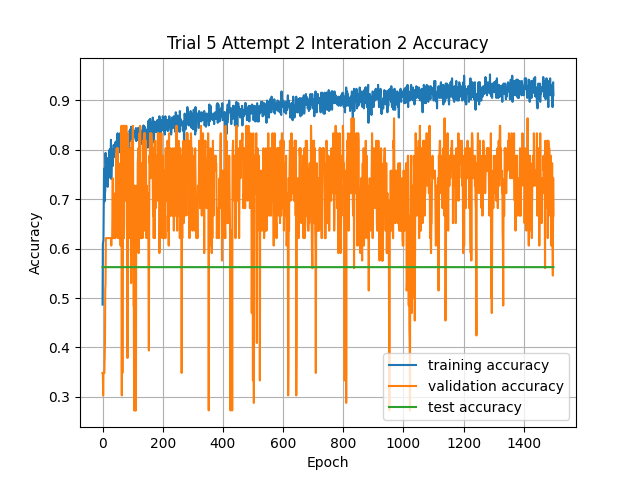 Trial 5 Attempt 2 Interation 2 Accuracy
Accuracy
0.9
0.8
0.7
0.6
0.5
0.4
0.3
training accuracy
validation accuracy
test accuracy
0 200 400 600 800 1000 1200 1400
Epoch